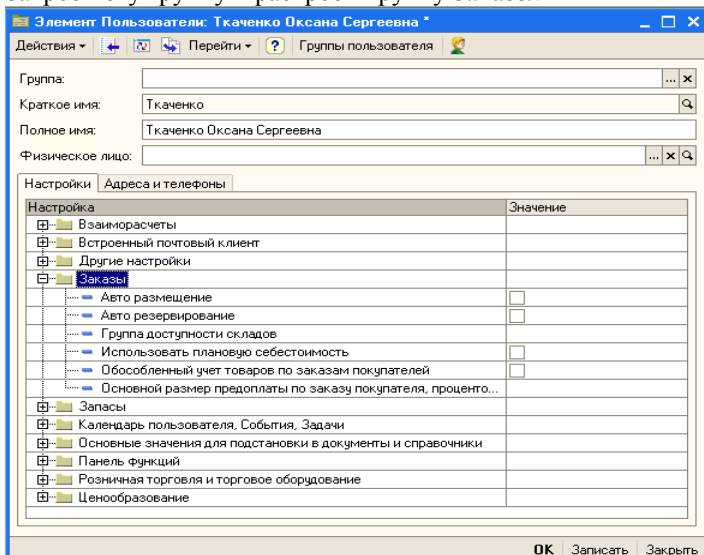 Элемент Пользователи: Ткаченко Оксана Сергеевна *
Действия Перейти ? Группы пользователя
Группа: ... ×
Краткое имя: Ткаченко
Полное имя: Ткаченко Оксана Сергеевна
Физическое лицо: ... ×
Настройки Адреса и телефоны
Настройка Значение
Взаиморасчеты
Встроенный почтовый клиент
Другие настройки
Заказы
Авто размещение
Авто резервирование
Группа доступности складов
Использовать плановую себестоимость
Обособленный учет товаров по заказам покупателей
Основной размер предоплаты по заказу покупателя, проценто...
Запасы
Календарь пользователя, События, Задачи
Основные значения для подстановки в документы и справочники
Панель функций
Розничная торговля и торговое оборудование
Ценообразование
OK Записать Закрыть